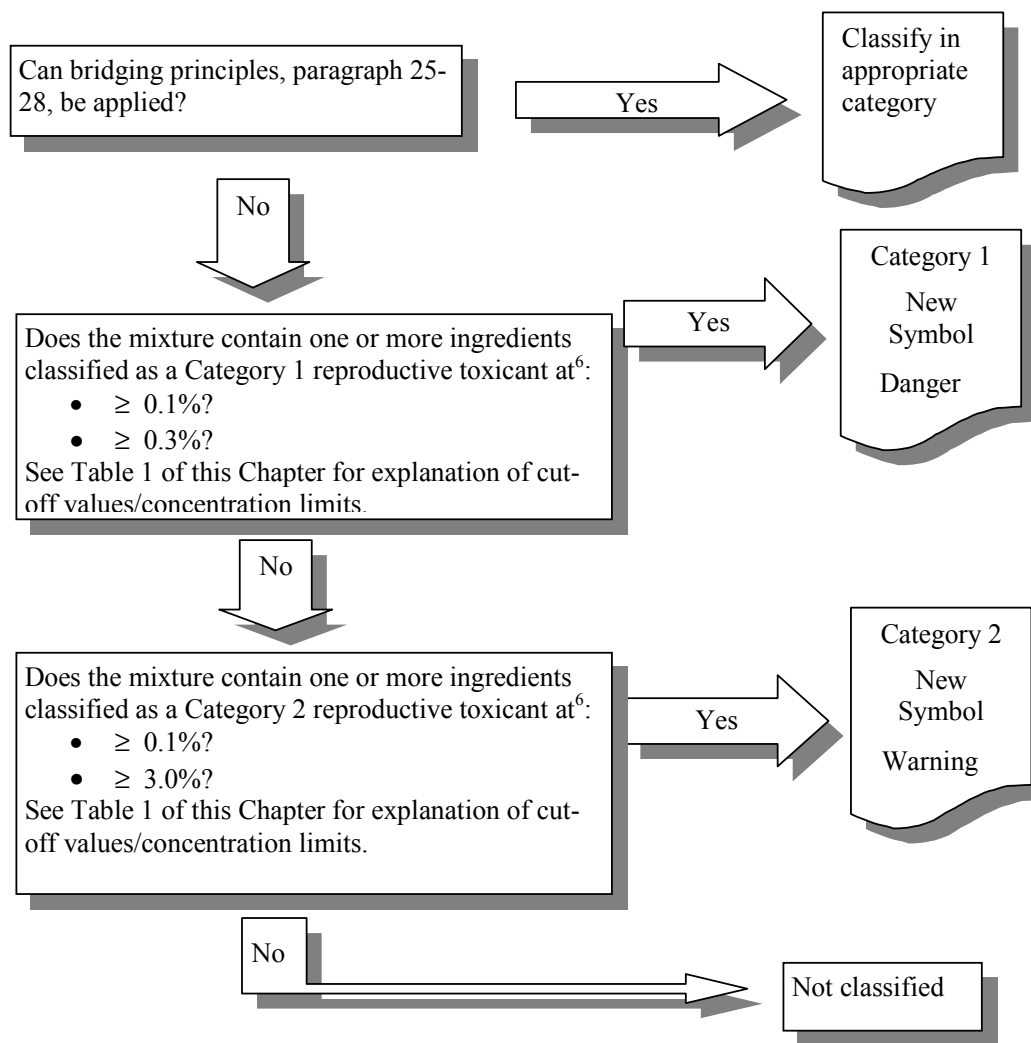 Can bridging principles, paragraph 25-
28, be applied?
Yes
Classify in
appropriate
category
No
Does the mixture contain one or more ingredients
classified as a Category 1 reproductive toxicant at⁶:
• ≥ 0.1%?
• ≥ 0.3%?
See Table 1 of this Chapter for explanation of cut-
off values/concentration limits.
Yes
Category 1
New
Symbol
Danger
No
Does the mixture contain one or more ingredients
classified as a Category 2 reproductive toxicant at⁶:
• ≥ 0.1%?
• ≥ 3.0%?
See Table 1 of this Chapter for explanation of cut-
off values/concentration limits.
Yes
Category 2
New
Symbol
Warning
No
Not classified